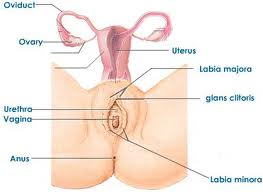 Oviduct
Ovary
Uterus
Labia majora
glans clitoris
Urethra
Vagina
Anus
Labia minora